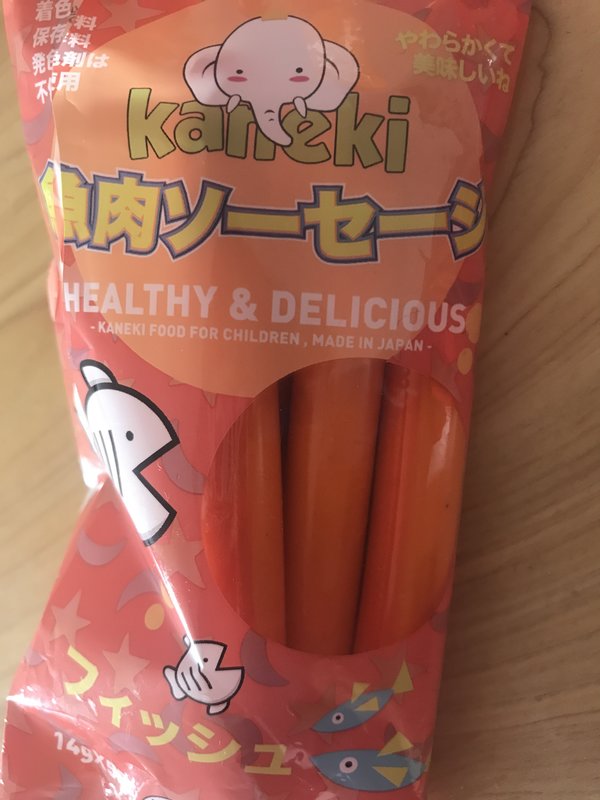 着色料
保存料
発色剤は
不使用
やわらかくて
美味しいね
kaneki
魚肉ソーセージ
HEALTHY & DELICIOUS
- KANEKI FOOD FOR CHILDREN , MADE IN JAPAN -
フィッシュ